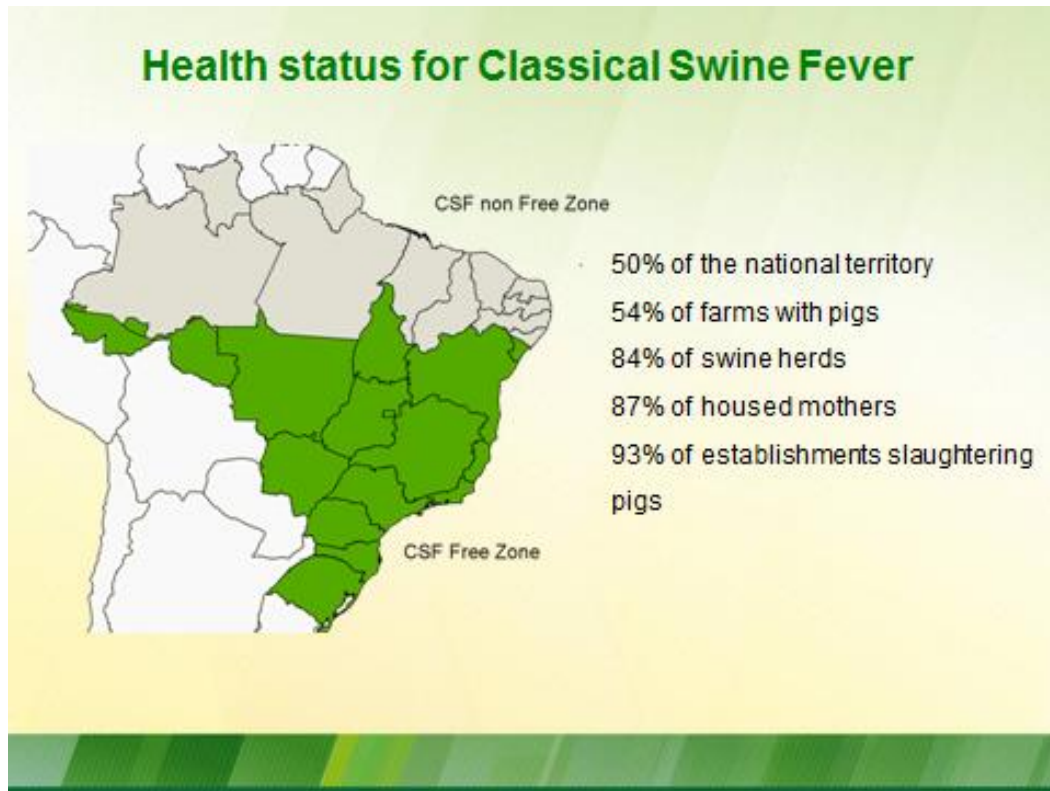 Health status for Classical Swine Fever
CSF non Free Zone
50% of the national territory
54% of farms with pigs
84% of swine herds
87% of housed mothers
93% of establishments slaughtering
pigs
CSF Free Zone